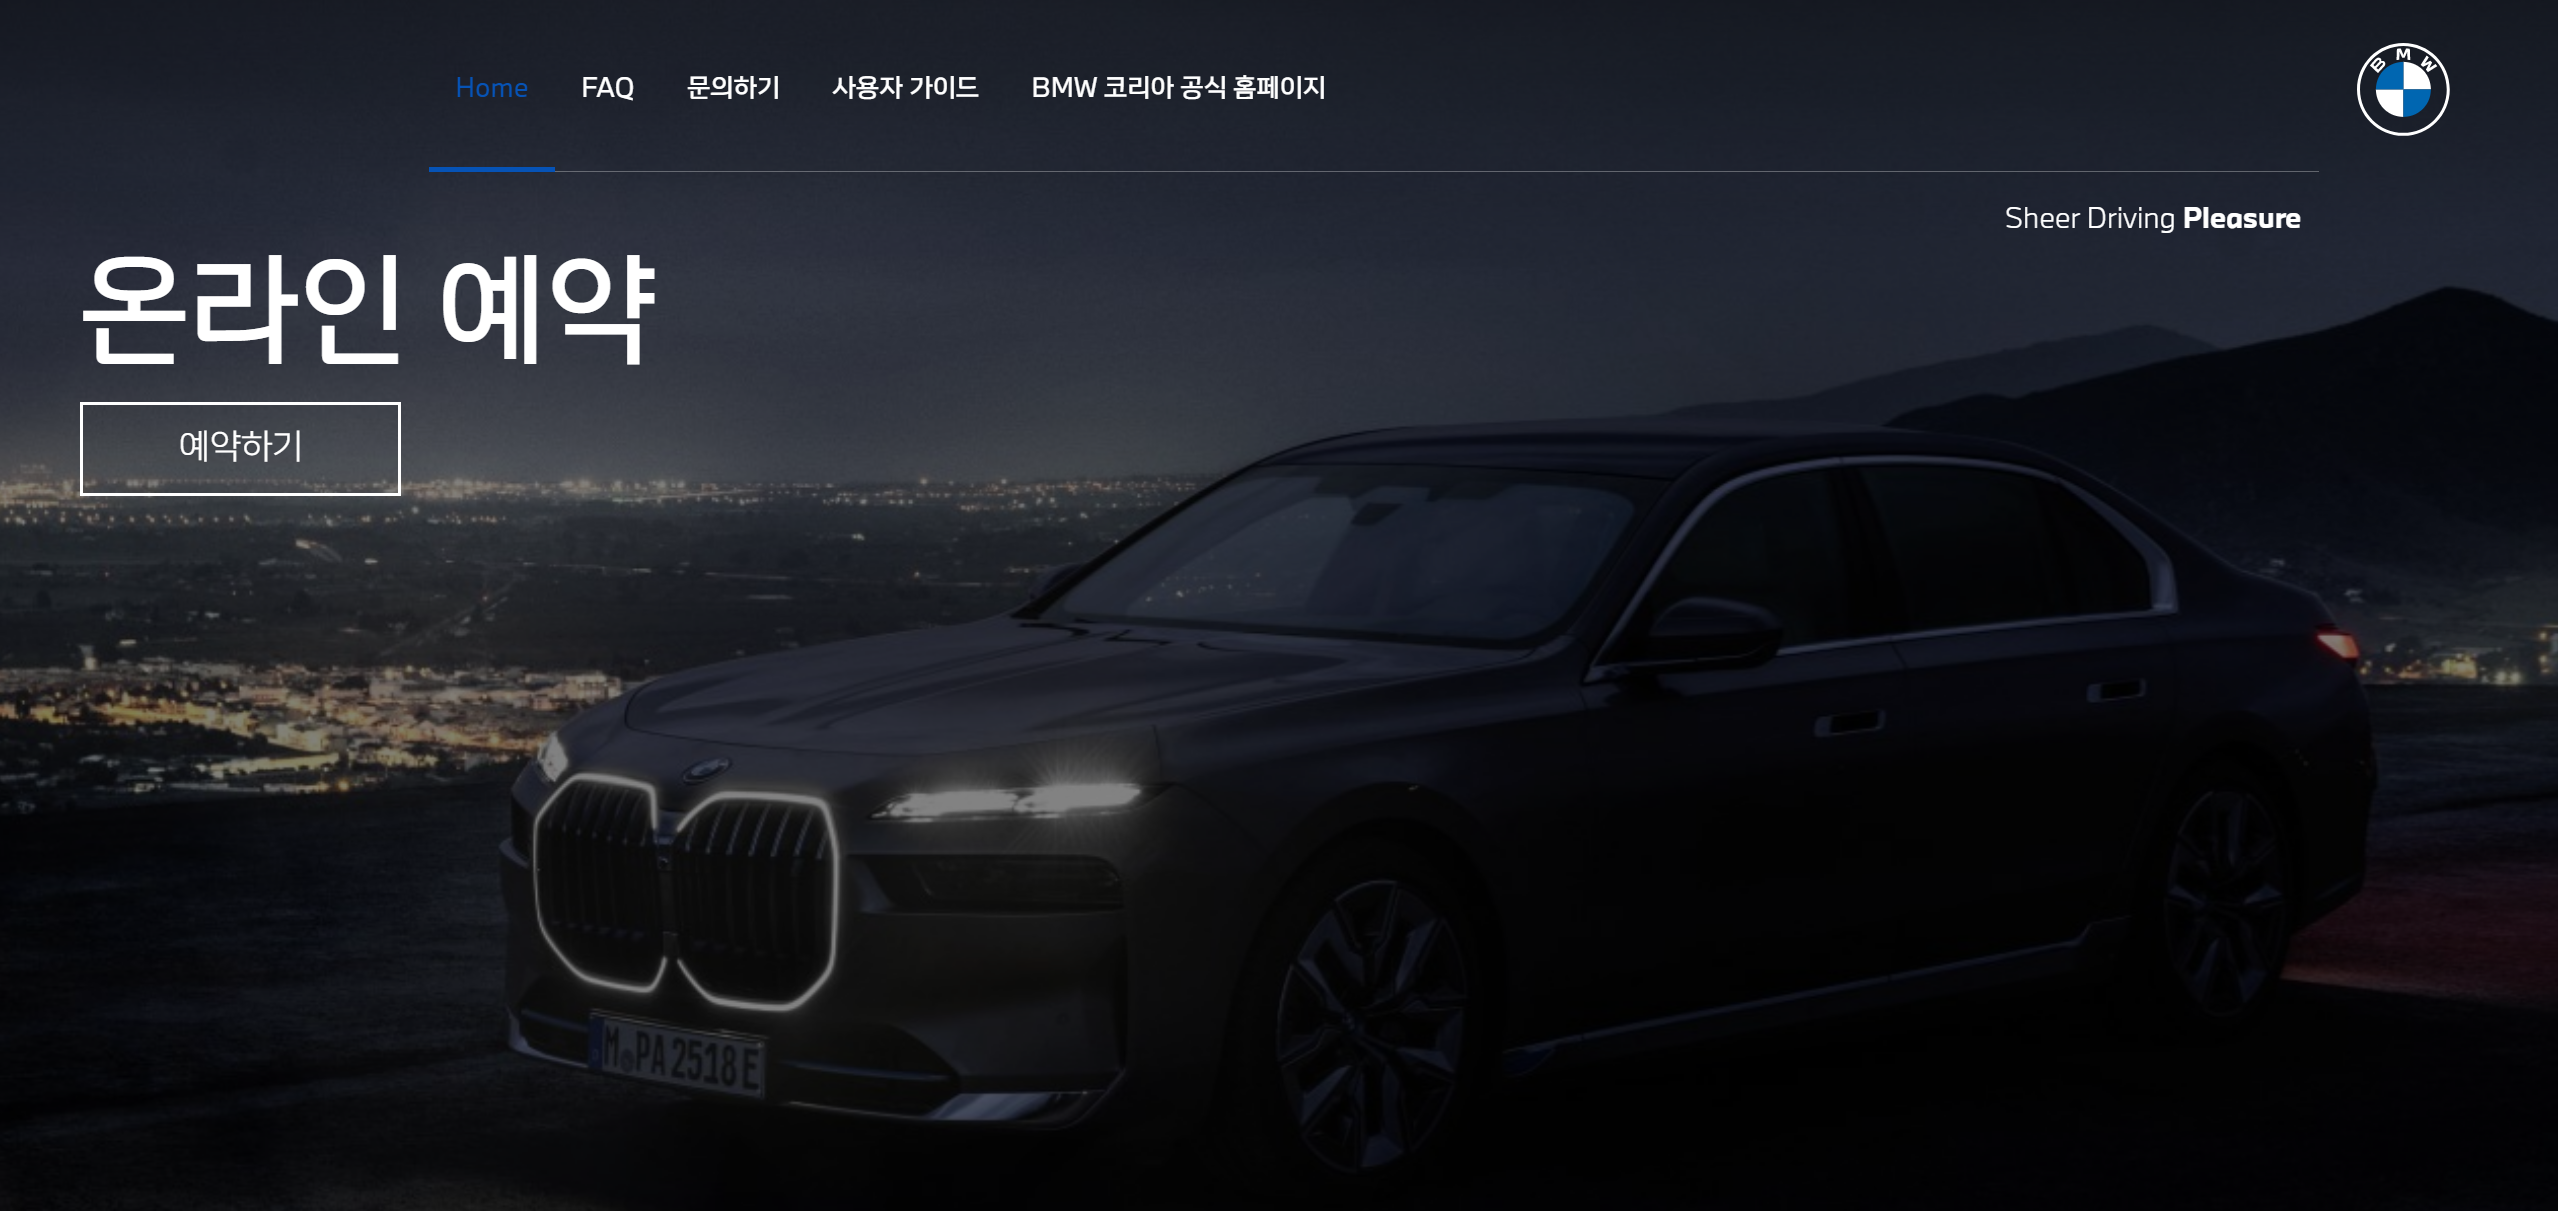 Home FAQ 문의하기 사용자 가이드 BMW 코리아 공식 홈페이지
BMW
Sheer Driving Pleasure
온라인 예약
예약하기
M PA 2518 E